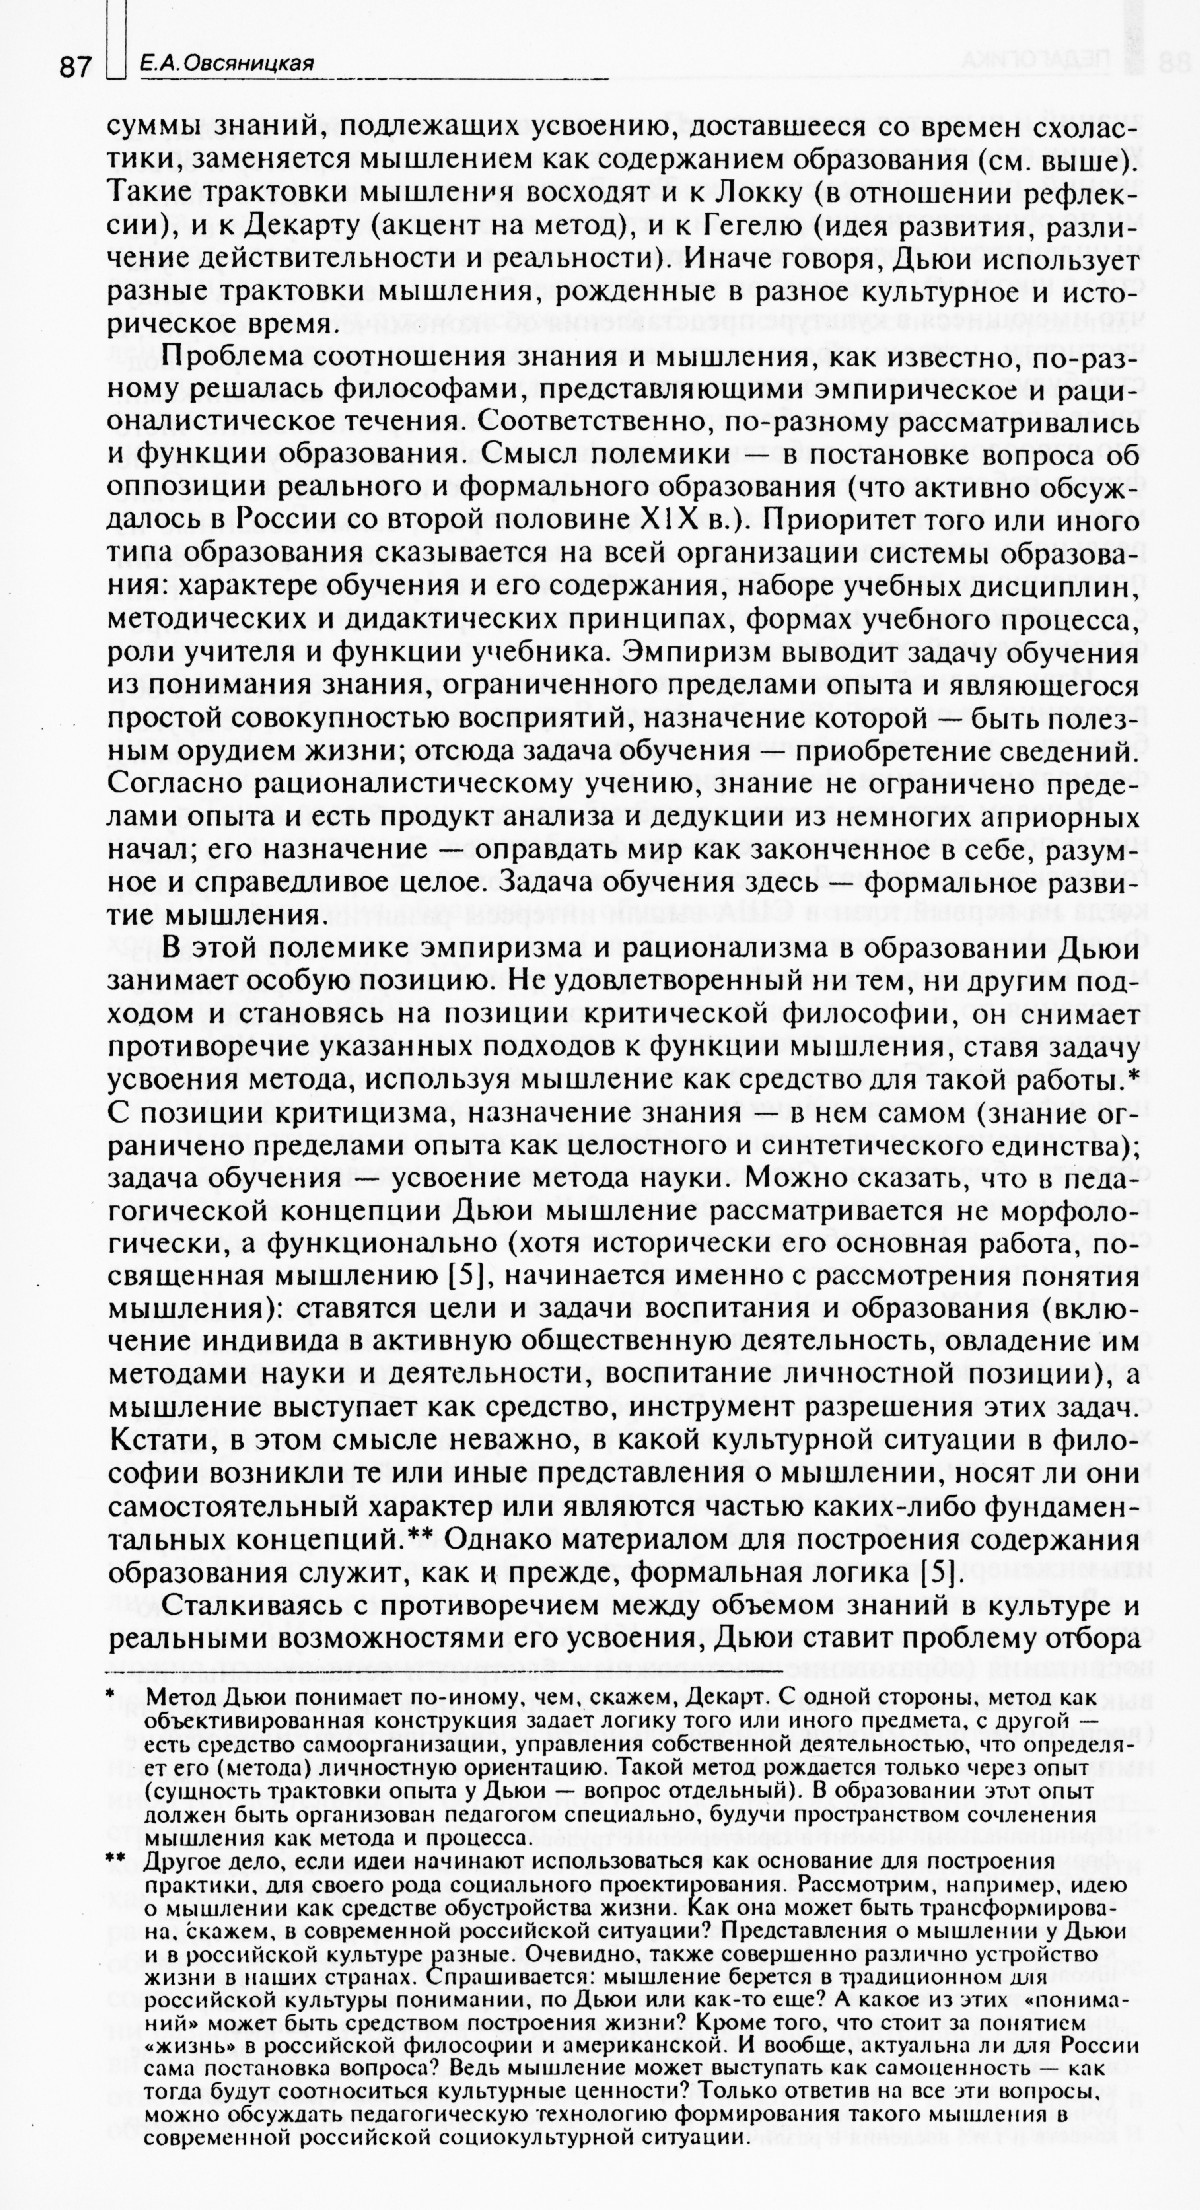 87 Е.А. Овсяницкая
суммы знаний, подлежащих усвоению, доставшееся со времен схолас-
тики, заменяется мышлением как содержанием образования (см. выше).
Такие трактовки мышления восходят и к Локку (в отношении рефлек-
сии), и к Декарту (акцент на метод), и к Гегелю (идея развития, разли-
чение действительности и реальности). Иначе говоря, Дьюи использует
разные трактовки мышления, рожденные в разное культурное и исто-
рическое время.
Проблема соотношения знания и мышления, как известно, по-раз-
ному решалась философами, представляющими эмпирическое и раци-
оналистическое течения. Соответственно, по-разному рассматривались
и функции образования. Смысл полемики — в постановке вопроса об
оппозиции реального и формального образования (что активно обсуж-
далось в России со второй половине X1X в.). Приоритет того или иного
типа образования сказывается на всей организации системы образова-
ния: характере обучения и его содержания, наборе учебных дисциплин,
методических и дидактических принципах, формах учебного процесса,
роли учителя и функции учебника. Эмпиризм выводит задачу обучения
из понимания знания, ограниченного пределами опыта и являющегося
простой совокупностью восприятий, назначение которой — быть полез-
ным орудием жизни; отсюда задача обучения — приобретение сведений.
Согласно рационалистическому учению, знание не ограничено преде-
лами опыта и есть продукт анализа и дедукции из немногих априорных
начал; его назначение — оправдать мир как законченное в себе, разум-
ное и справедливое целое. Задача обучения здесь — формальное разви-
тие мышления.
В этой полемике эмпиризма и рационализма в образовании Дьюи
занимает особую позицию. Не удовлетворенный ни тем, ни другим под-
ходом и становясь на позиции критической философии, он снимает
противоречие указанных подходов к функции мышления, ставя задачу
усвоения метода, используя мышление как средство для такой работы.*
С позиции критицизма, назначение знания — в нем самом (знание ог-
раничено пределами опыта как целостного и синтетического единства);
задача обучения — усвоение метода науки. Можно сказать, что в педа-
гогической концепции Дьюи мышление рассматривается не морфоло-
гически, а функционально (хотя исторически его основная работа, по-
священная мышлению [5], начинается именно с рассмотрения понятия
мышления): ставятся цели и задачи воспитания и образования (вклю-
чение индивида в активную общественную деятельность, овладение им
методами науки и деятельности, воспитание личностной позиции), а
мышление выступает как средство, инструмент разрешения этих задач.
Кстати, в этом смысле неважно, в какой культурной ситуации в фило-
софии возникли те или иные представления о мышлении, носят ли они
самостоятельный характер или являются частью каких-либо фундамен-
тальных концепций.** Однако материалом для построения содержания
образования служит, как и прежде, формальная логика [5].
Сталкиваясь с противоречием между объемом знаний в культуре и
реальными возможностями его усвоения, Дьюи ставит проблему отбора
* Метод Дьюи понимает по-иному, чем, скажем, Декарт. С одной стороны, метод как
объективированная конструкция задает логику того или иного предмета, с другой —
есть средство самоорганизации, управления собственной деятельностью, что определя-
ет его (метода) личностную ориентацию. Такой метод рождается только через опыт
(сущность трактовки опыта у Дьюи — вопрос отдельный). В образовании этот опыт
должен быть организован педагогом специально, будучи пространством сочленения
мышления как метода и процесса.
** Другое дело, если идеи начинают использоваться как основание для построения
практики, для своего рода социального проектирования. Рассмотрим, например, идею
о мышлении как средстве обустройства жизни. Как она может быть трансформирова-
на, скажем, в современной российской ситуации? Представления о мышлении у Дьюи
и в российской культуре разные. Очевидно, также совершенно различно устройство
жизни в наших странах. Спрашивается: мышление берется в традиционном для
российской культуры понимании, по Дьюи или как-то еще? А какое из этих «понима-
ний» может быть средством построения жизни? Кроме того, что стоит за понятием
«жизнь» в российской философии и американской. И вообще, актуальна ли для России
сама постановка вопроса? Ведь мышление может выступать как самоценность — как
тогда будут соотноситься культурные ценности? Только ответив на все эти вопросы,
можно обсуждать педагогическую технологию формирования такого мышления в
современной российской социокультурной ситуации.